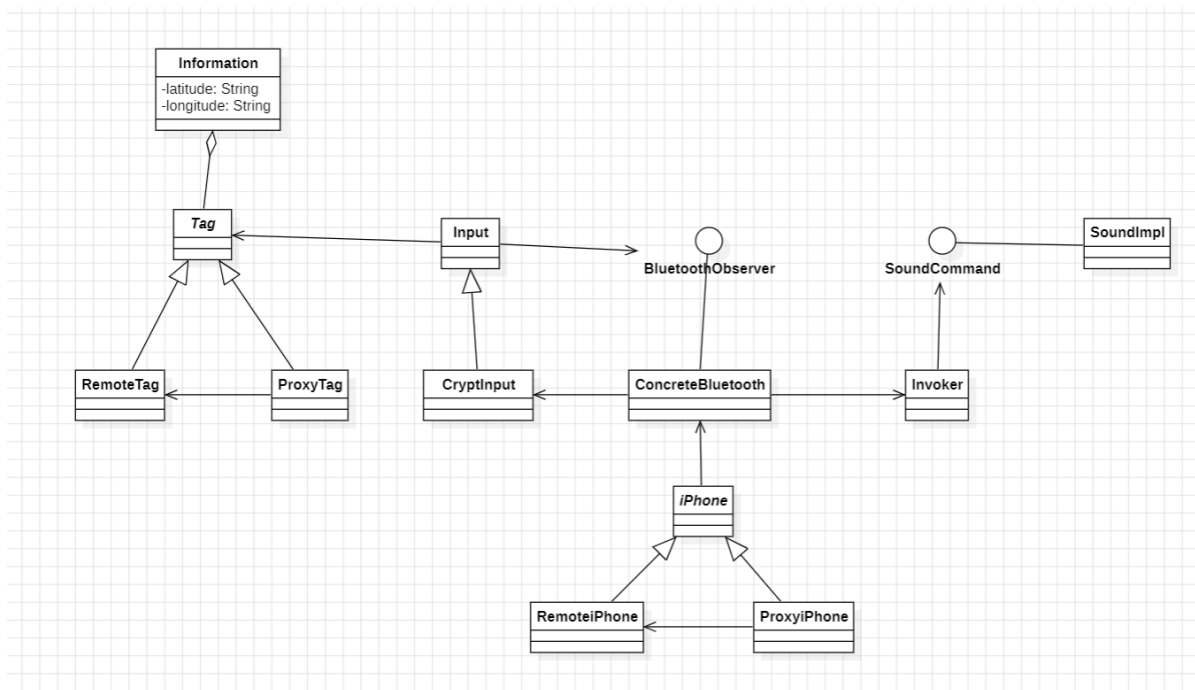 Information
-latitude: String
-longitude: String
Tag
Input
BluetoothObserver
SoundCommand
SoundImpl
RemoteTag
ProxyTag
CryptInput
ConcreteBluetooth
Invoker
iPhone
RemoteiPhone
ProxyiPhone